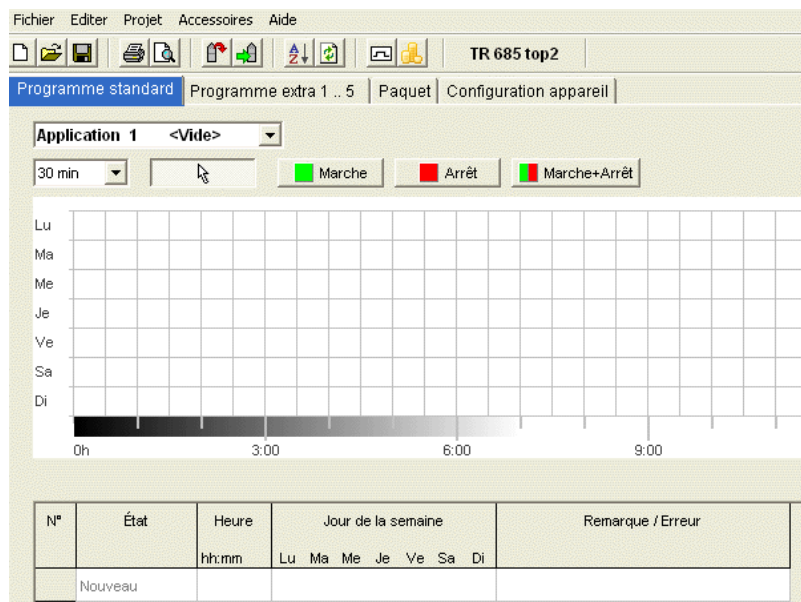 Fichier Editer Projet Accessoires Aide
A Z TR 685 top2
Programme standard Programme extra 1 .. 5 Paquet Configuration appareil
Application 1 <Vide>
30 min Marche Arrêt Marche+Arrêt
Lu
Ma
Me
Je
Ve
Sa
Di
0h 3:00 6:00 9:00
N° État Heure Jour de la semaine Remarque / Erreur
hh:mm Lu Ma Me Je Ve Sa Di
Nouveau